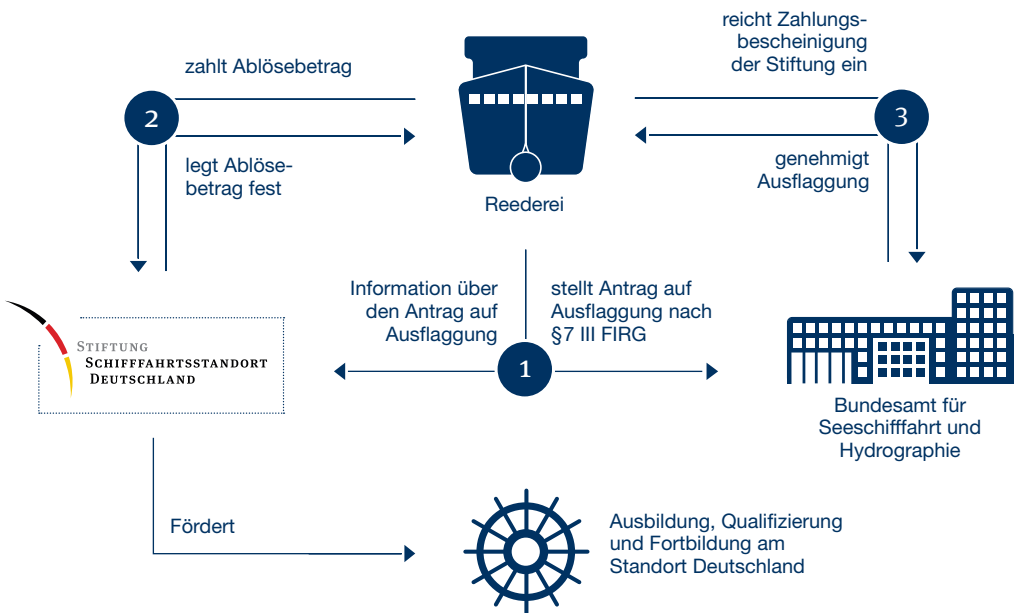 reicht Zahlungs-
bescheinigung
der Stiftung ein
zahlt Ablösebetrag
2
3
legt Ablöse-
betrag fest
genehmigt
Ausflaggung
Reederei
Information über
den Antrag auf
Ausflaggung
stellt Antrag auf
Ausflaggung nach
§7 III FlRG
1
STIFTUNG
SCHIFFFAHRTSSTANDORT
DEUTSCHLAND
Bundesamt für
Seeschifffahrt und
Hydrographie
Fördert
Ausbildung, Qualifizierung
und Fortbildung am
Standort Deutschland